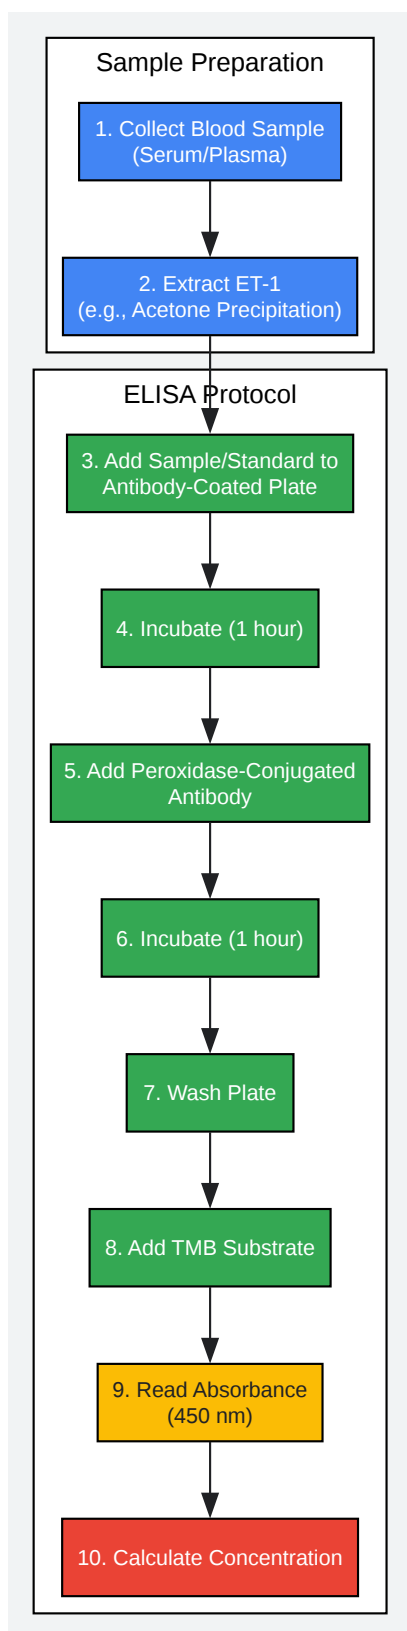 Sample Preparation
1. Collect Blood Sample
(Serum/Plasma)
2. Extract ET-1
(e.g., Acetone Precipitation)
ELISA Protocol
3. Add Sample/Standard to
Antibody-Coated Plate
4. Incubate (1 hour)
5. Add Peroxidase-Conjugated
Antibody
6. Incubate (1 hour)
7. Wash Plate
8. Add TMB Substrate
9. Read Absorbance
(450 nm)
10. Calculate Concentration